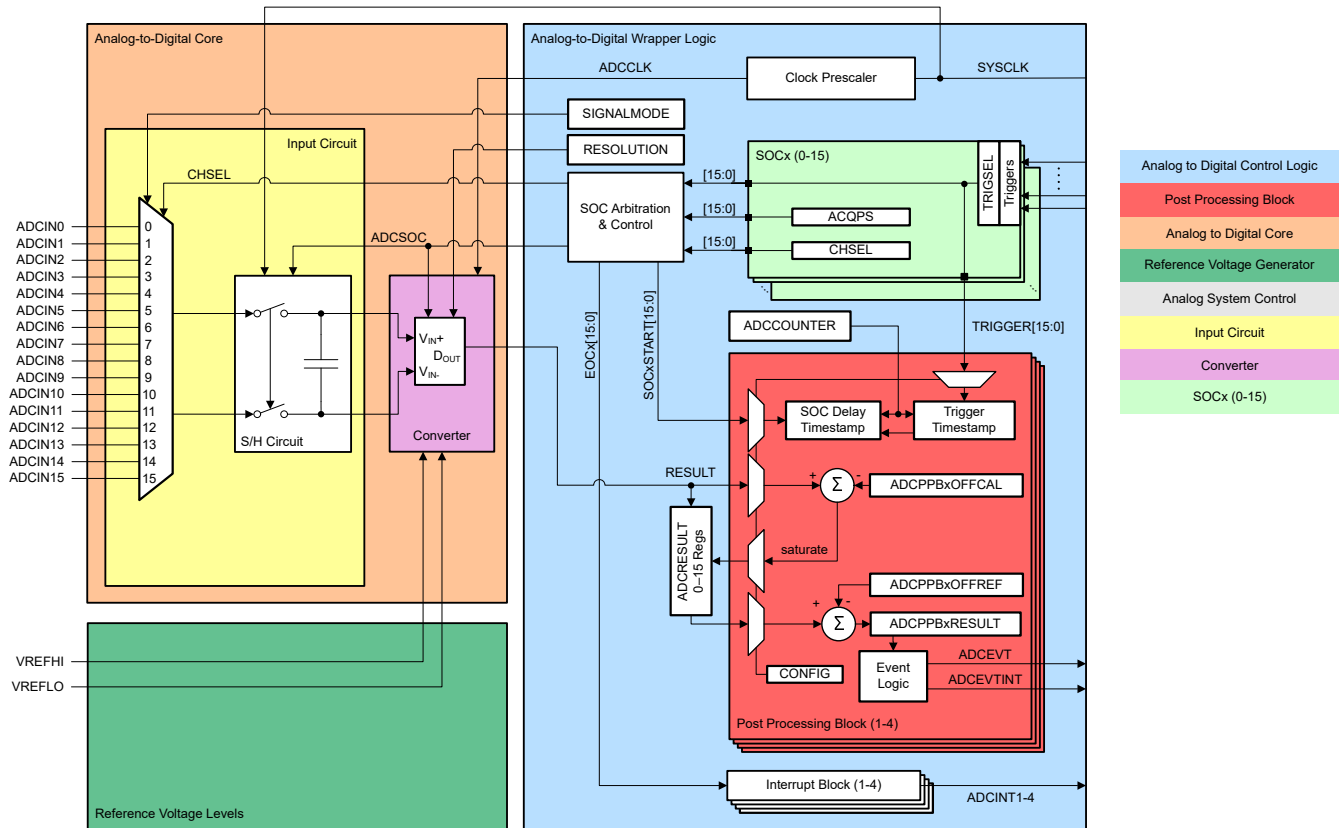 Analog-to-Digital Core
Analog-to-Digital Wrapper Logic
ADCCLK
Clock Prescaler
SYSCLK
SIGNALMODE
RESOLUTION
Input Circuit
CHSEL
SOC Arbitration
& Control
[15:0]
[15:0]
[15:0]
SOCx (0-15)
ACQPS
CHSEL
TRIGSEL
Triggers
ADCSOC
ADCIN0
ADCIN1
ADCIN2
ADCIN3
ADCIN4
ADCIN5
ADCIN6
ADCIN7
ADCIN8
ADCIN9
ADCIN10
ADCIN11
ADCIN12
ADCIN13
ADCIN14
ADCIN15
0
1
2
3
4
5
6
7
8
9
10
11
12
13
14
15
S/H Circuit
VIN+
DOUT
VIN-
Converter
EOCx[15:0]
SOCxSTART[15:0]
ADCCOUNTER
TRIGGER[15:0]
SOC Delay
Timestamp
Trigger
Timestamp
RESULT
+
Σ
-
ADCPPBxOFFCAL
saturate
ADCRESULT
0–15 Regs
ADCPPBxOFFREF
+
-
Σ
ADCPPBxRESULT
CONFIG
Event
Logic
ADCEVT
ADCEVTINT
Post Processing Block (1-4)
Interrupt Block (1-4)
ADCINT1-4
VREFHI
VREFLO
Reference Voltage Levels
Analog to Digital Control Logic
Post Processing Block
Analog to Digital Core
Reference Voltage Generator
Analog System Control
Input Circuit
Converter
SOCx (0-15)